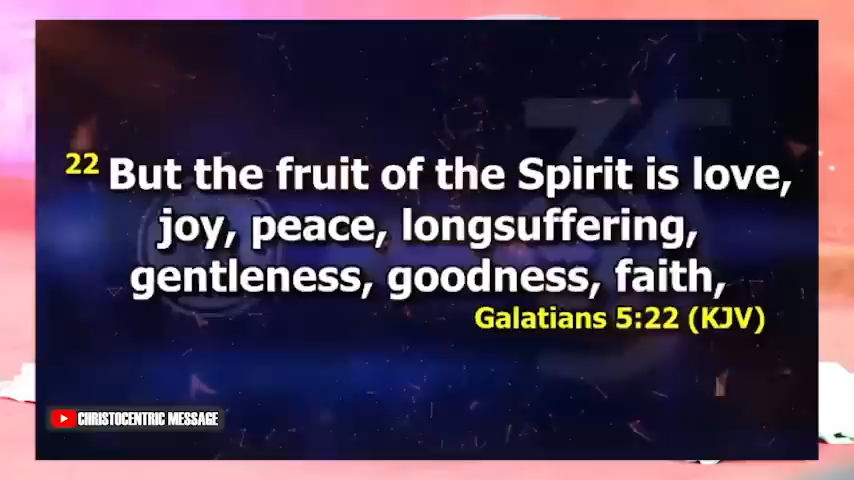 22 But the fruit of the Spirit is love,
joy, peace, longsuffering,
gentleness, goodness, faith,
Galatians 5:22 (KJV)
CHRISTOCENTRIC MESSAGE